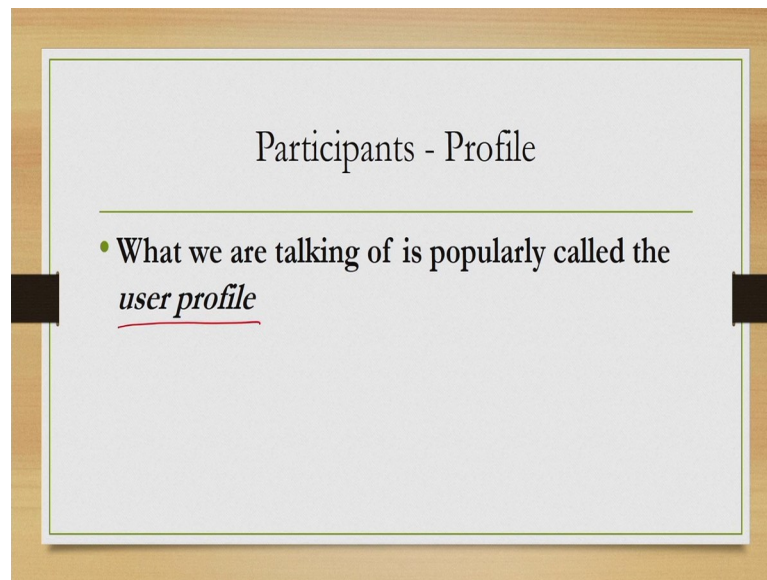 Participants - Profile
• What we are talking of is popularly called the
user profile